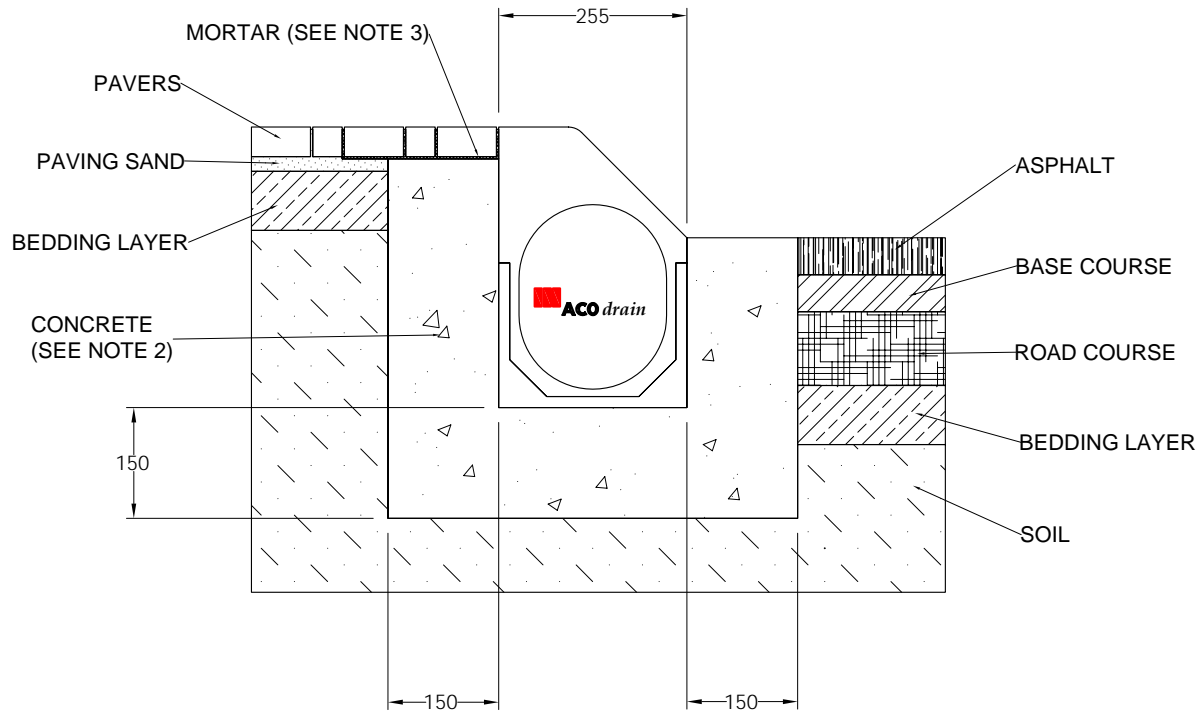 255
MORTAR (SEE NOTE 3)
PAVERS
PAVING SAND
ASPHALT
BEDDING LAYER
BASE COURSE
ACO drain
CONCRETE
(SEE NOTE 2)
ROAD COURSE
BEDDING LAYER
150
SOIL
150
150